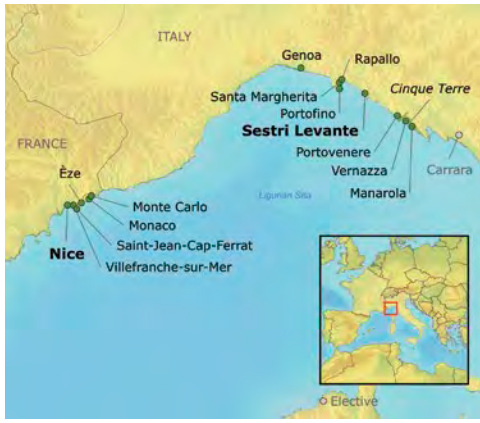 ITALY
Genoa
Rapallo
Cinque Terre
Santa Margherita
Portofino
Sestri Levante
FRANCE
Portovenere
Carrara
Èze
Vernazza
Manarola
Ligurian Sea
Monte Carlo
Monaco
Saint-Jean-Cap-Ferrat
Nice
Villefranche-sur-Mer
Elective